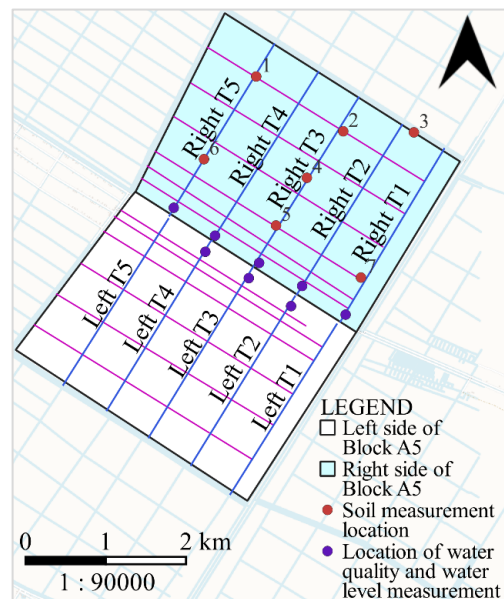 1
2
3
Right T5
Right T4
Right T3
Right T2
Right T1
6
4
5
Left T5
Left T4
Left T3
Left T2
Left T1
LEGEND
Left side of
Block A5
Right side of
Block A5
Soil measurement
location
Location of water
quality and water
level measurement
0 1 2 km
1 : 90000